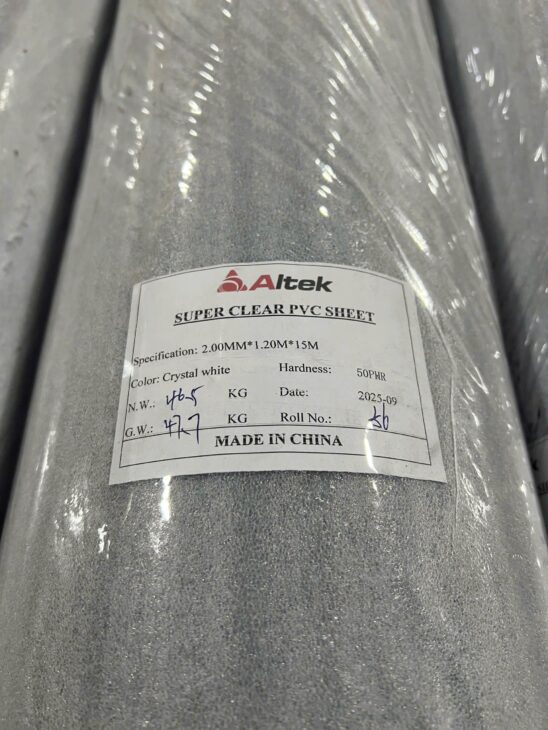 Altek
SUPER CLEAR PVC SHEET
Specification: 2.00MM*1.20M*15M
Color: Crystal white Hardness: 50PHR
N.W.: 46.5 KG Date: 2025-09
G.W.: 47.7 KG Roll No.: 50
MADE IN CHINA